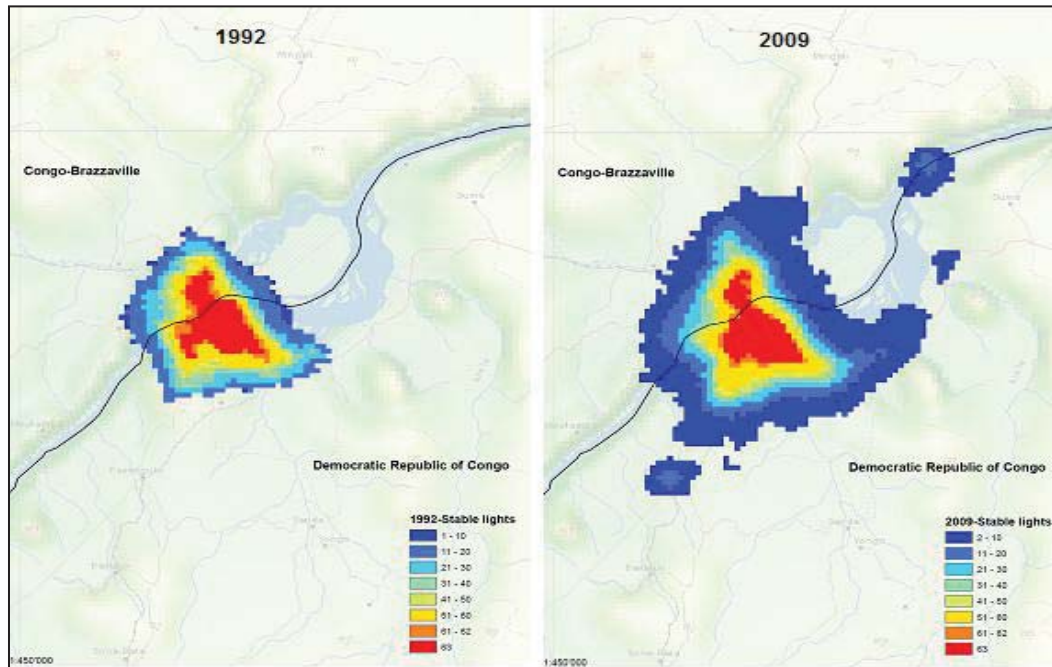 1992
Congo-Brazzaville
Democratic Republic of Congo
1992-Stable lights
1 - 10
11 - 20
21 - 30
31 - 40
41 - 50
51 - 60
61 - 62
63
1:450'000
2009
Congo-Brazzaville
Democratic Republic of Congo
2009-Stable lights
2 - 10
11 - 20
21 - 30
31 - 40
41 - 50
51 - 60
61 - 62
63
1:450'000